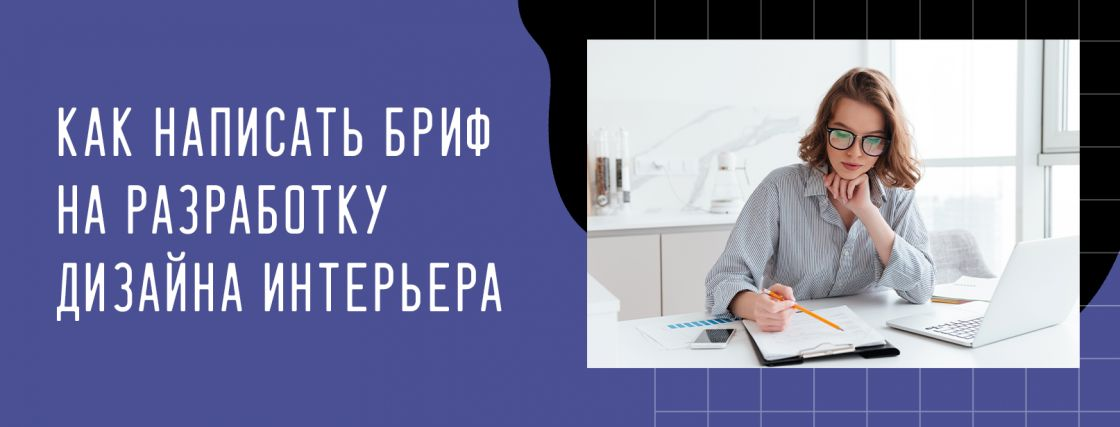 КАК НАПИСАТЬ БРИФ
НА РАЗРАБОТКУ
ДИЗАЙНА ИНТЕРЬЕРА